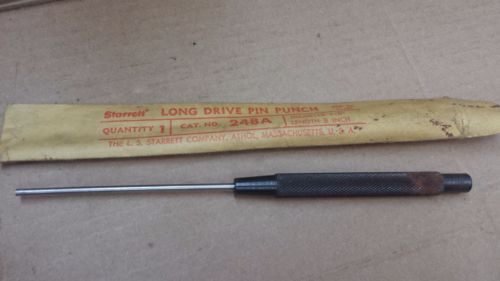 Starrett LONG DRIVE PIN PUNCH
QUANTITY 1 CAT. NO. 248A
LENGTH 8 INCH
THE L. S. STARRETT COMPANY, ATHOL, MASSACHUSETTS, U. S. A.